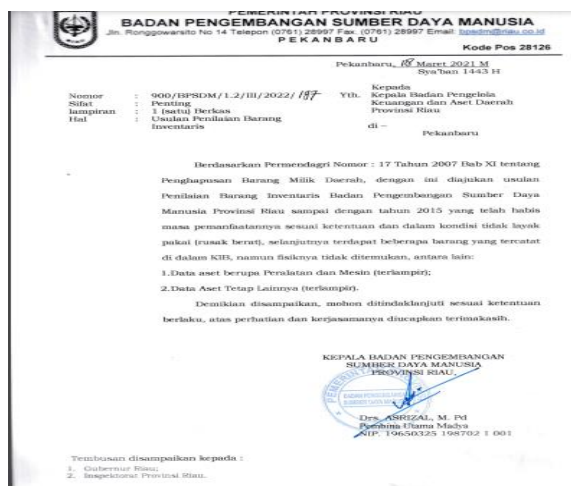 PEMERINTAH PROVINSI RIAU
BADAN PENGEMBANGAN SUMBER DAYA MANUSIA
Jln. Ronggowarsito No 14 Telepon (0761) 28997 Fax. (0761) 28997 Email: bpsdm@riau.go.id
PEKANBARU
Kode Pos 28126
Pekanbaru, 18 Maret 2021 M
Sya'ban 1443 H
Nomor : 900/BPSDM/1.2/III/2022/197
Sifat : Penting
lampiran : 1 (satu) Berkas
Hal : Usulan Penilaian Barang
Inventaris
Kepada
Yth. Kepala Badan Pengelola
Keuangan dan Aset Daerah
Provinsi Riau
di –
Pekanbaru
Berdasarkan Permendagri Nomor : 17 Tahun 2007 Bab XI tentang
Penghapusan Barang Milik Daerah, dengan ini diajukan usulan
Penilaian Barang Inventaris Badan Pengembangan Sumber Daya
Manusia Provinsi Riau sampai dengan tahun 2015 yang telah habis
masa pemanfaatannya sesuai ketentuan dan dalam kondisi tidak layak
pakai (rusak berat), selanjutnya terdapat beberapa barang yang tercatat
di dalam KIB, namun fisiknya tidak ditemukan, antara lain:
1.Data aset berupa Peralatan dan Mesin (terlampir);
2.Data Aset Tetap Lainnya (terlampir).
Demikian disampaikan, mohon ditindaklanjuti sesuai ketentuan
berlaku, atas perhatian dan kerjasamanya diucapkan terimakasih.
KEPALA BADAN PENGEMBANGAN
SUMBER DAYA MANUSIA
PROVINSI RIAU,
Drs. ASRIZAL, M. Pd
Pembina Utama Madya
NIP. 19650325 198702 1 001
Tembusan disampaikan kepada :
1. Gubernur Riau;
2. Inspektorat Provinsi Riau.